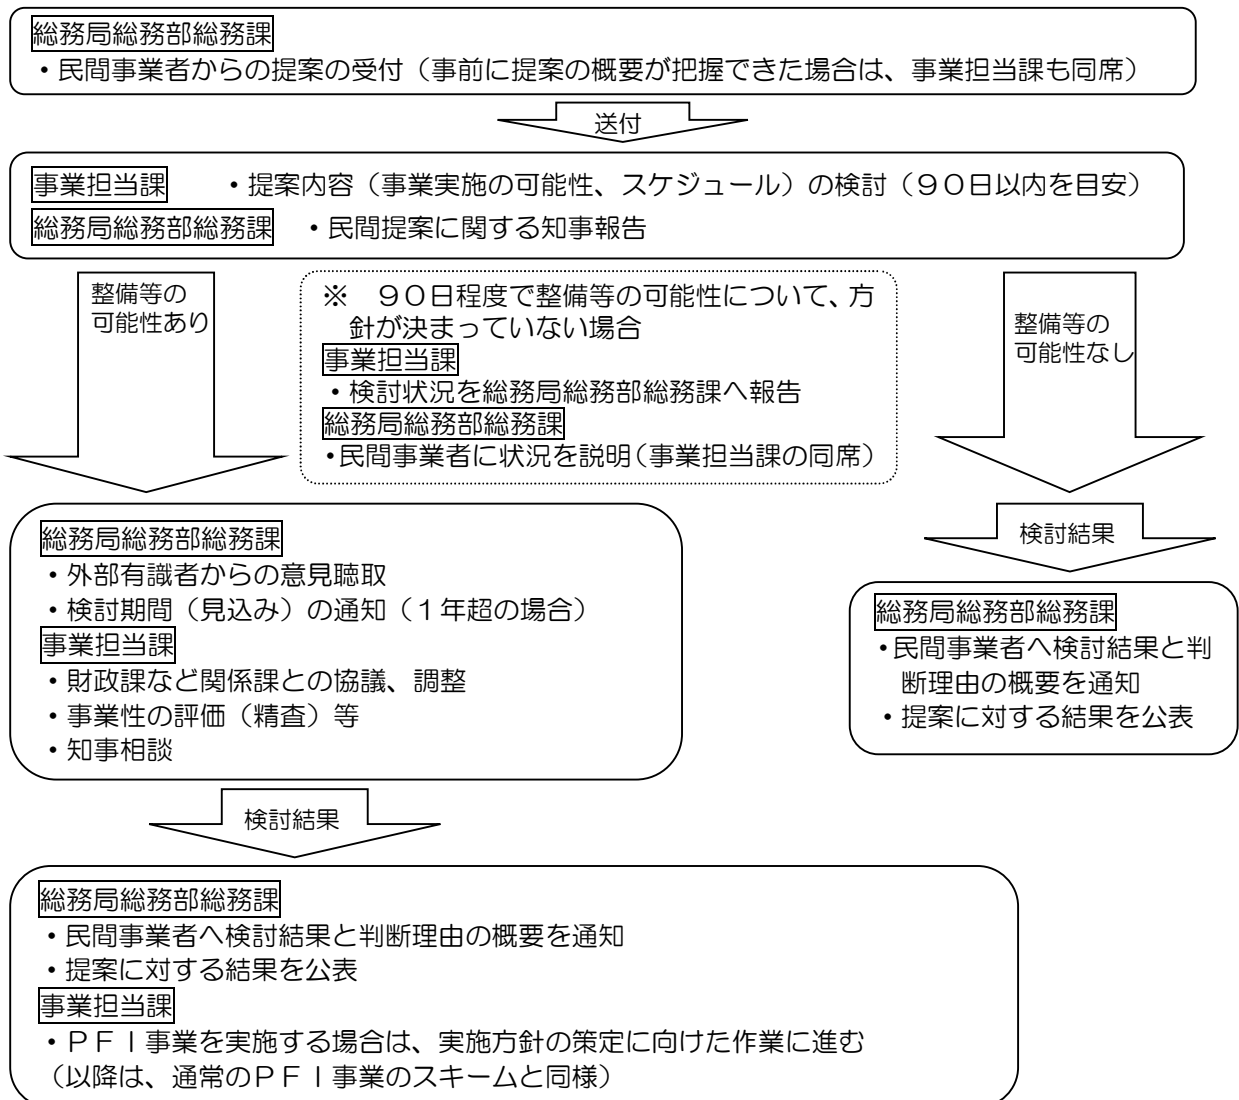 総務局総務部総務課
・民間事業者からの提案の受付（事前に提案の概要が把握できた場合は、事業担当課も同席）
送付
事業担当課　・提案内容（事業実施の可能性、スケジュール）の検討（９０日以内を目安）
総務局総務部総務課　・民間提案に関する知事報告
整備等の
可能性あり
※　９０日程度で整備等の可能性について、方
針が決まっていない場合
事業担当課
・検討状況を総務局総務部総務課へ報告
総務局総務部総務課
・民間事業者に状況を説明（事業担当課の同席）
整備等の
可能性なし
総務局総務部総務課
・外部有識者からの意見聴取
・検討期間（見込み）の通知（１年超の場合）
事業担当課
・財政課など関係課との協議、調整
・事業性の評価（精査）等
・知事相談
検討結果
総務局総務部総務課
・民間事業者へ検討結果と判
断理由の概要を通知
・提案に対する結果を公表
検討結果
総務局総務部総務課
・民間事業者へ検討結果と判断理由の概要を通知
・提案に対する結果を公表
事業担当課
・ＰＦＩ事業を実施する場合は、実施方針の策定に向けた作業に進む
（以降は、通常のＰＦＩ事業のスキームと同様）